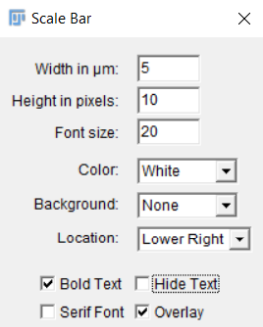 Scale Bar
Width in µm: 5
Height in pixels: 10
Font size: 20
Color: White
Background: None
Location: Lower Right
Bold Text Hide Text
Serif Font Overlay